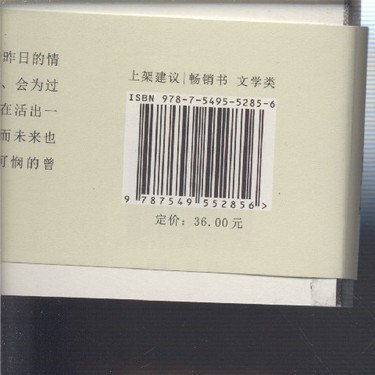 昨日的情
、会为过
在活出一
而未来也
可悯的曾
上架建议|畅销书 文学类
ISBN 978-7-5495-5285-6
9 787549 552856 >
定价：36.00元